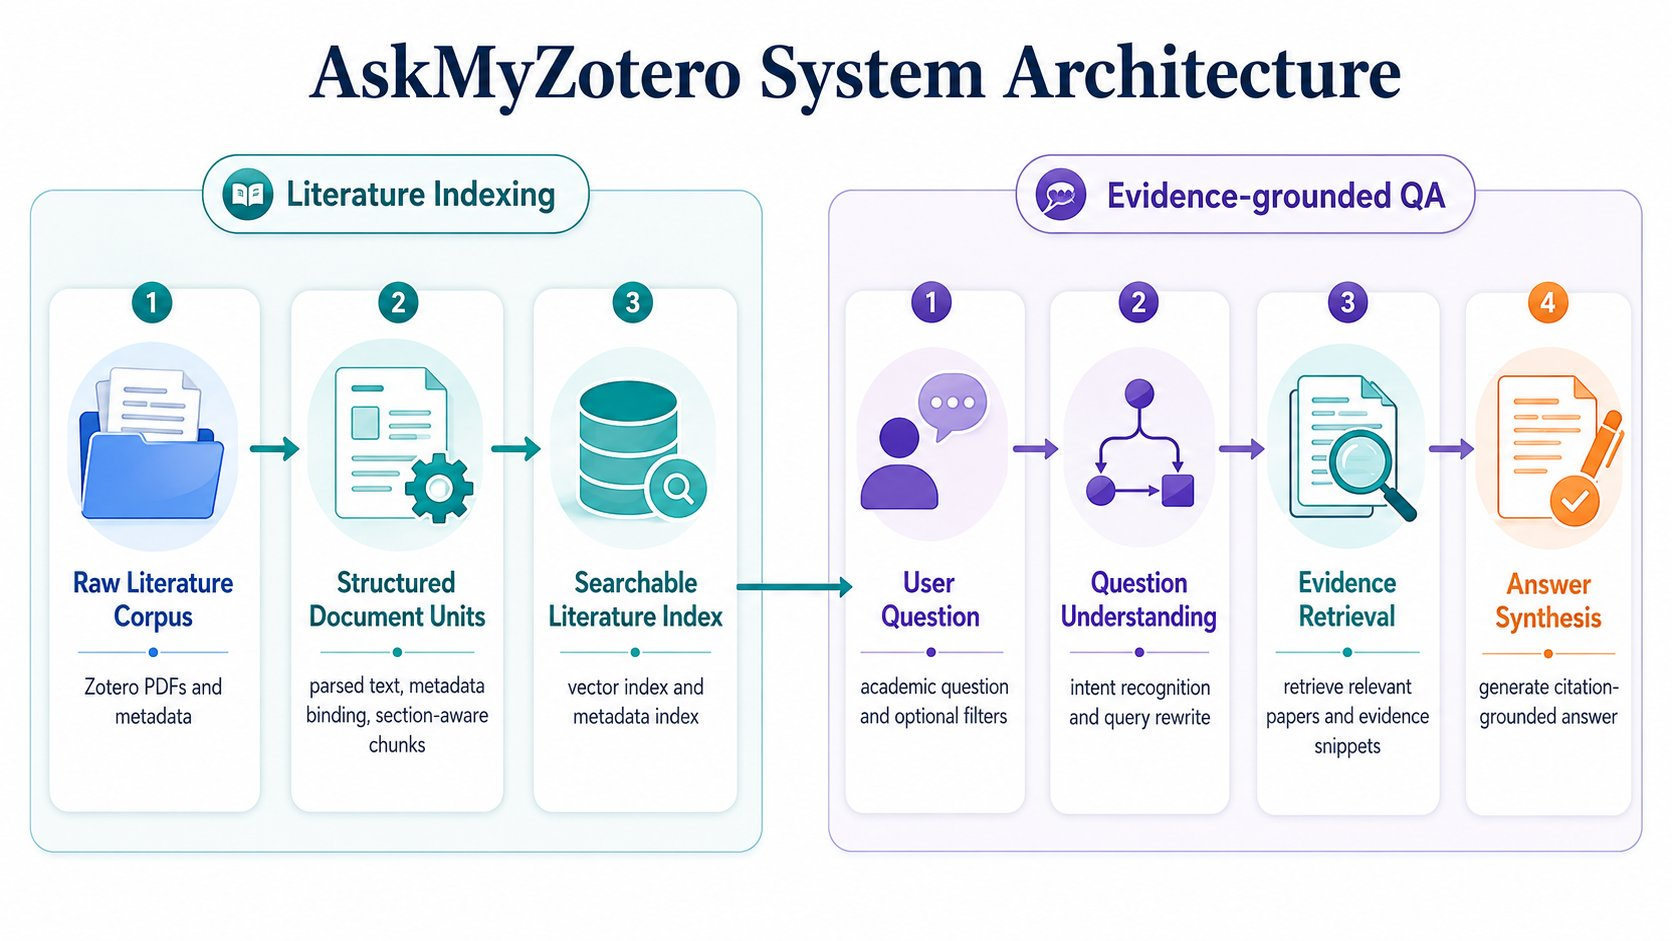 AskMyZotero System Architecture
Literature Indexing
1
Raw Literature
Corpus
Zotero PDFs and
metadata
2
Structured
Document Units
parsed text, metadata
binding, section-aware
chunks
3
Searchable
Literature Index
vector index and
metadata index
Evidence-grounded QA
1
User
Question
academic question
and optional filters
2
Question
Understanding
intent recognition
and query rewrite
3
Evidence
Retrieval
retrieve relevant
papers and evidence
snippets
4
Answer
Synthesis
generate citation-
grounded answer